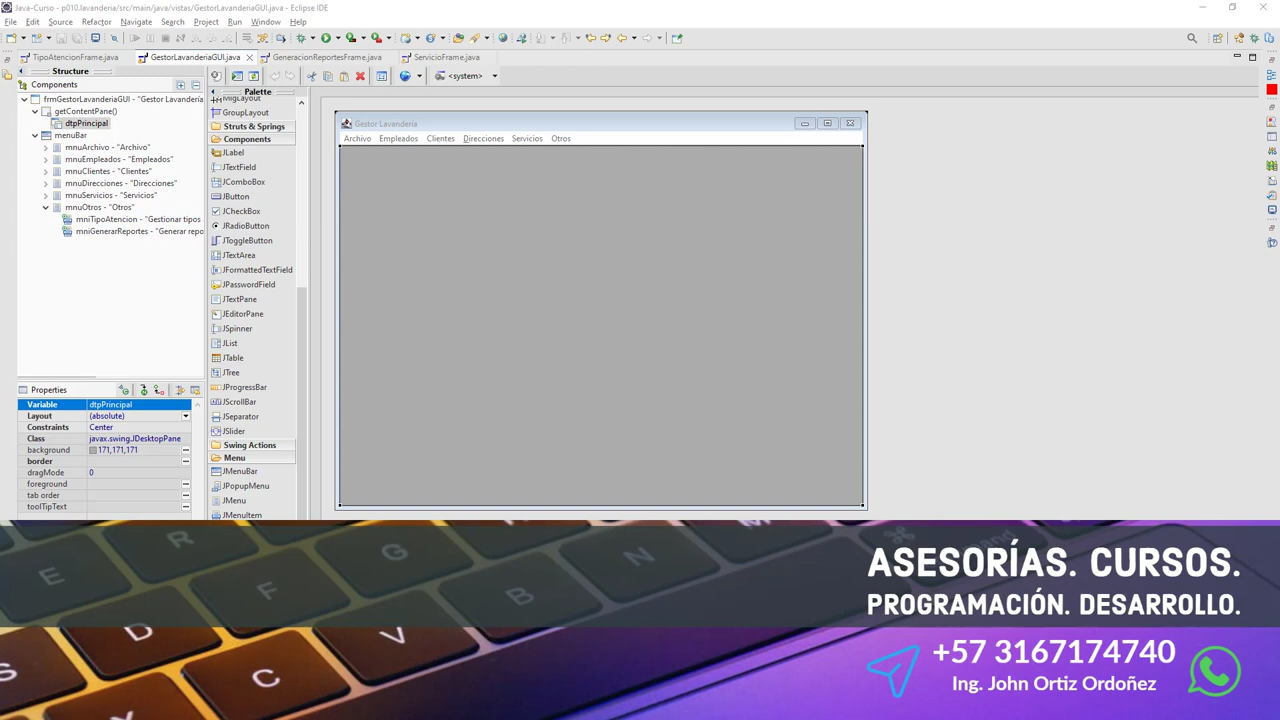 Java-Curso - p010.lavanderia/src/main/java/vistas/GestorLavanderiaGUI.java - Eclipse IDE
File Edit Source Refactor Navigate Search Project Run Window Help
TipoAtencionFrame.java GestorLavanderiaGUI.java GeneracionReportesFrame.java ServicioFrame.java
Structure
Components
frmGestorLavanderiaGUI - "Gestor Lavandería
getContentPane()
dtpPrincipal
menuBar
mnuArchivo - "Archivo"
mnuEmpleados - "Empleados"
mnuClientes - "Clientes"
mnuDirecciones - "Direcciones"
mnuServicios - "Servicios"
mnuOtros - "Otros"
mniTipoAtencion - "Gestionar tipos
mniGenerarReportes - "Generar repo
Properties
Variable dtpPrincipal
Layout (absolute)
Constraints Center
Class javax.swing.JDesktopPane
background 171,171,171
border
dragMode 0
foreground
tab order
toolTipText
<system>
Palette
MigLayout
GroupLayout
Struts & Springs
Components
JLabel
JTextField
JComboBox
JButton
JCheckBox
JRadioButton
JToggleButton
JTextArea
JFormattedTextField
JPasswordField
JTextPane
JEditorPane
JSpinner
JList
JTable
JTree
JProgressBar
JScrollBar
JSeparator
JSlider
Swing Actions
Menu
JMenuBar
JPopupMenu
JMenu
JMenuItem
Gestor Lavandería
Archivo Empleados Clientes Direcciones Servicios Otros
E R G B N M D V C S X
ASESORÍAS. CURSOS.
PROGRAMACIÓN. DESARROLLO.
+57 3167174740
Ing. John Ortiz Ordoñez